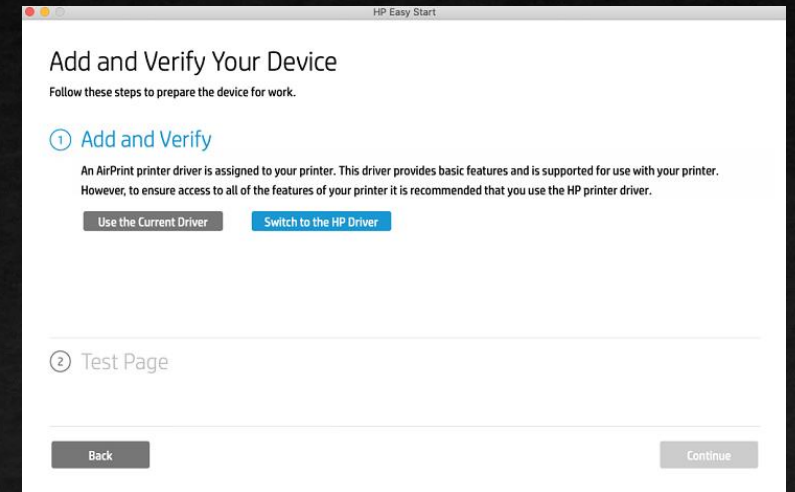 HP Easy Start
Add and Verify Your Device
Follow these steps to prepare the device for work.
1 Add and Verify
An AirPrint printer driver is assigned to your printer. This driver provides basic features and is supported for use with your printer.
However, to ensure access to all of the features of your printer it is recommended that you use the HP printer driver.
Use the Current Driver Switch to the HP Driver
2 Test Page
Back Continue